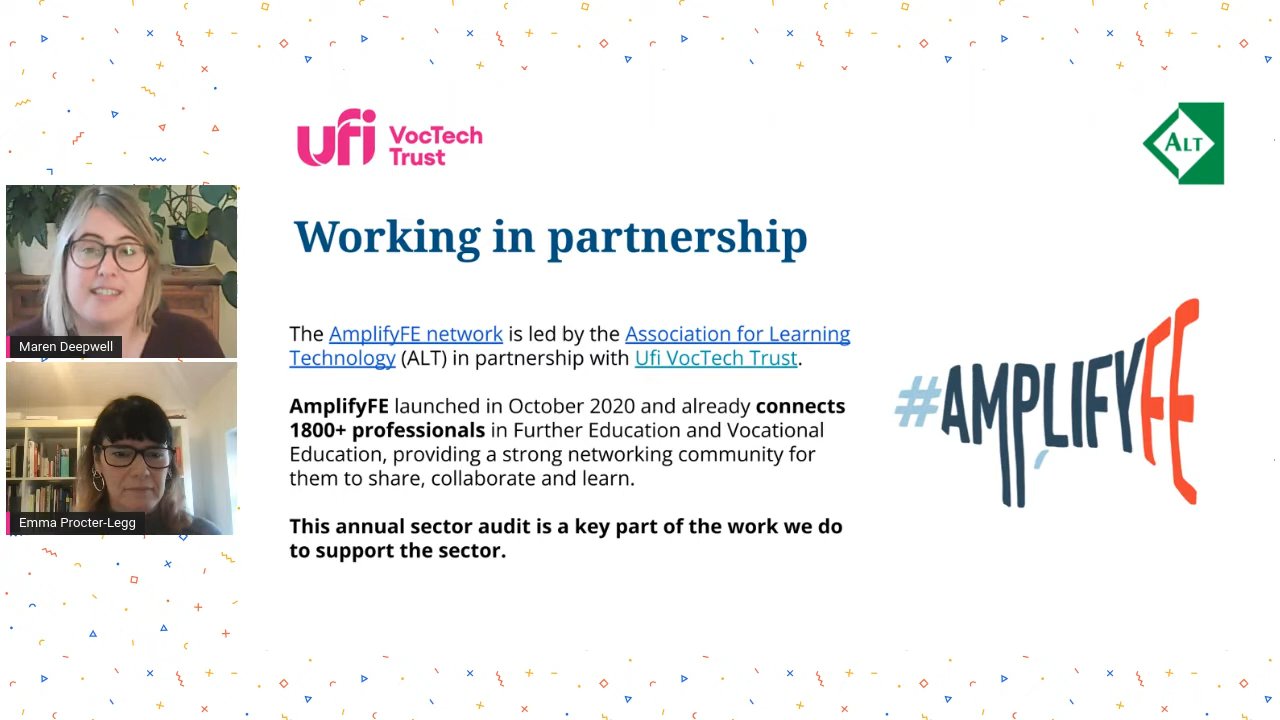 ufi VocTech
Trust
ALT
Working in partnership
Maren Deepwell
Emma Procter-Legg
The AmplifyFE network is led by the Association for Learning
Technology (ALT) in partnership with Ufi VocTech Trust.
AmplifyFE launched in October 2020 and already connects
1800+ professionals in Further Education and Vocational
Education, providing a strong networking community for
them to share, collaborate and learn.
This annual sector audit is a key part of the work we do
to support the sector.
#AMPLIFYFE